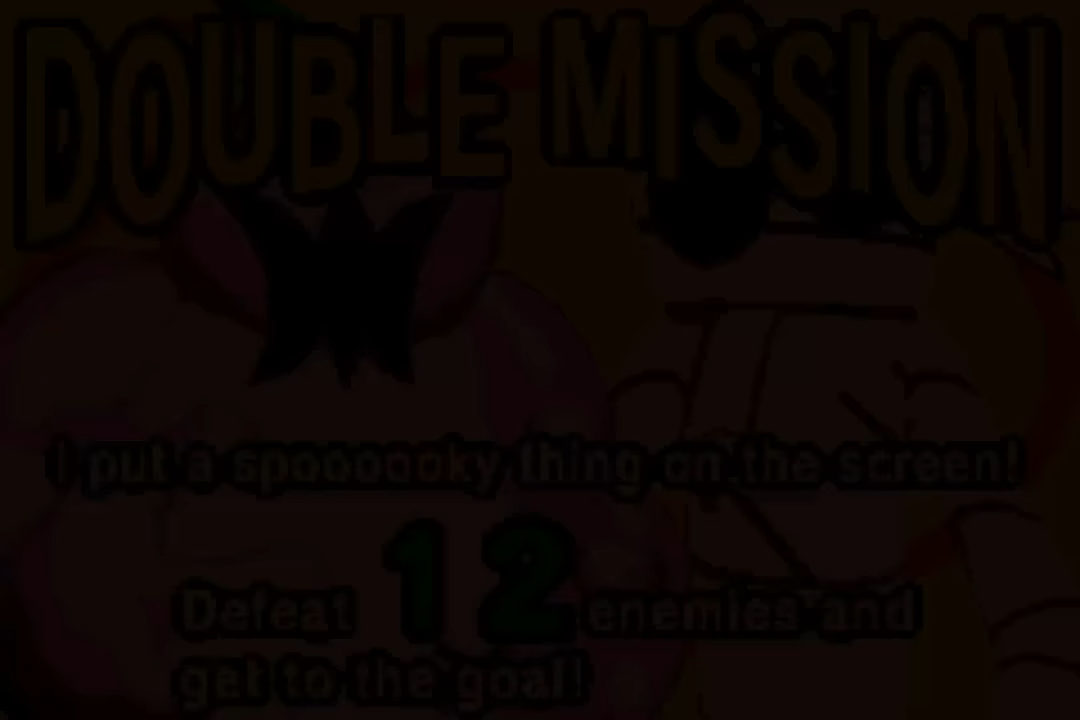 DOUBLE MISSION
I put a spooooooky thing on the screen!
Defeat 12 enemies and
get to the goal!